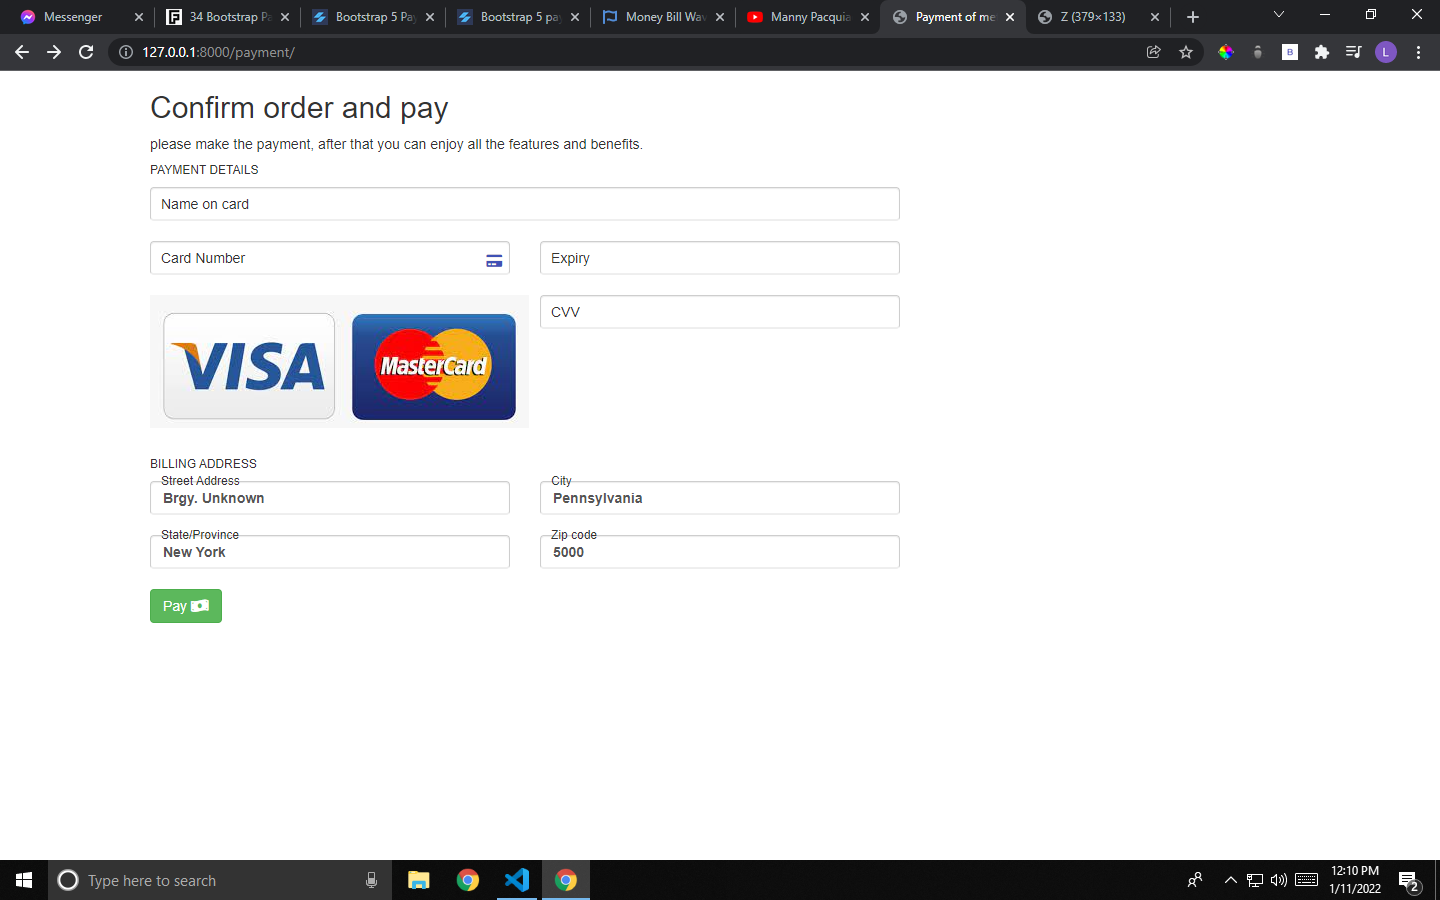 Messenger
34 Bootstrap Pa
Bootstrap 5 Pay
Bootstrap 5 pay
Money Bill Wav
Manny Pacquia
Payment of me
Z (379×133)
127.0.0.1:8000/payment/
B
L
Confirm order and pay
please make the payment, after that you can enjoy all the features and benefits.
PAYMENT DETAILS
Name on card
Card Number
Expiry
VISA
MasterCard
CVV
BILLING ADDRESS
Street Address
Brgy. Unknown
City
Pennsylvania
State/Province
New York
Zip code
5000
Pay
Type here to search
12:10 PM
1/11/2022
2